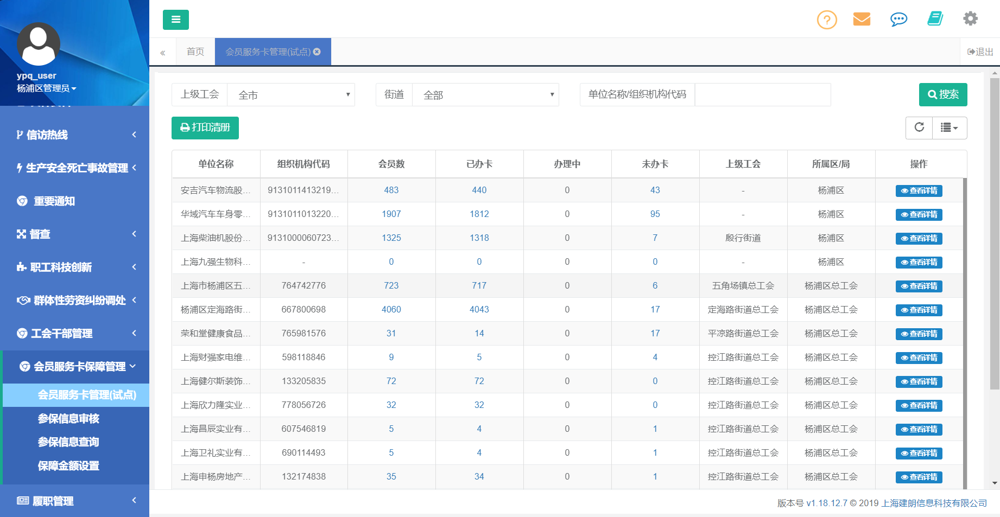 ypq_user
杨浦区管理员
信访热线
生产安全死亡事故管理
重要通知
督查
职工科技创新
群体性劳资纠纷调处
工会干部管理
会员服务卡保障管理
会员服务卡管理(试点)
参保信息审核
参保信息查询
保障金额设置
履职管理
首页
会员服务卡管理(试点)
退出
上级工会 全市 街道 全部 单位名称/组织机构代码 搜索
打印清册
单位名称 组织机构代码 会员数 已办卡 办理中 未办卡 上级工会 所属区/局 操作
安吉汽车物流股... 9131011413219... 483 440 0 43 - 杨浦区 查看详情
华域汽车车身零... 9131011013220... 1907 1812 0 95 - 杨浦区 查看详情
上海柴油机股份... 9131000060723... 1325 1318 0 7 殷行街道 杨浦区 查看详情
上海九强生物科... - 0 0 0 0 - 杨浦区 查看详情
上海市杨浦区五... 764742776 723 717 0 6 五角场镇总工会 杨浦区总工会 查看详情
杨浦区定海路街... 667800698 4060 4043 0 17 定海路街道总工会 杨浦区总工会 查看详情
荣和堂健康食品... 765981576 31 14 0 17 平凉路街道总工会 杨浦区总工会 查看详情
上海财强家电维... 598118846 9 5 0 4 控江路街道总工会 杨浦区总工会 查看详情
上海健尔斯装饰... 133205835 72 72 0 0 控江路街道总工会 杨浦区总工会 查看详情
上海欣力隆实业... 778056726 32 32 0 0 控江路街道总工会 杨浦区总工会 查看详情
上海昌辰实业有... 607546819 5 4 0 1 控江路街道总工会 杨浦区总工会 查看详情
上海卫礼实业有... 690114493 5 4 0 1 控江路街道总工会 杨浦区总工会 查看详情
上海申杨房地产... 132174838 35 34 0 1 控江路街道总工会 杨浦区总工会 查看详情
版本号 v1.18.12.7 © 2019 上海建朗信息科技有限公司